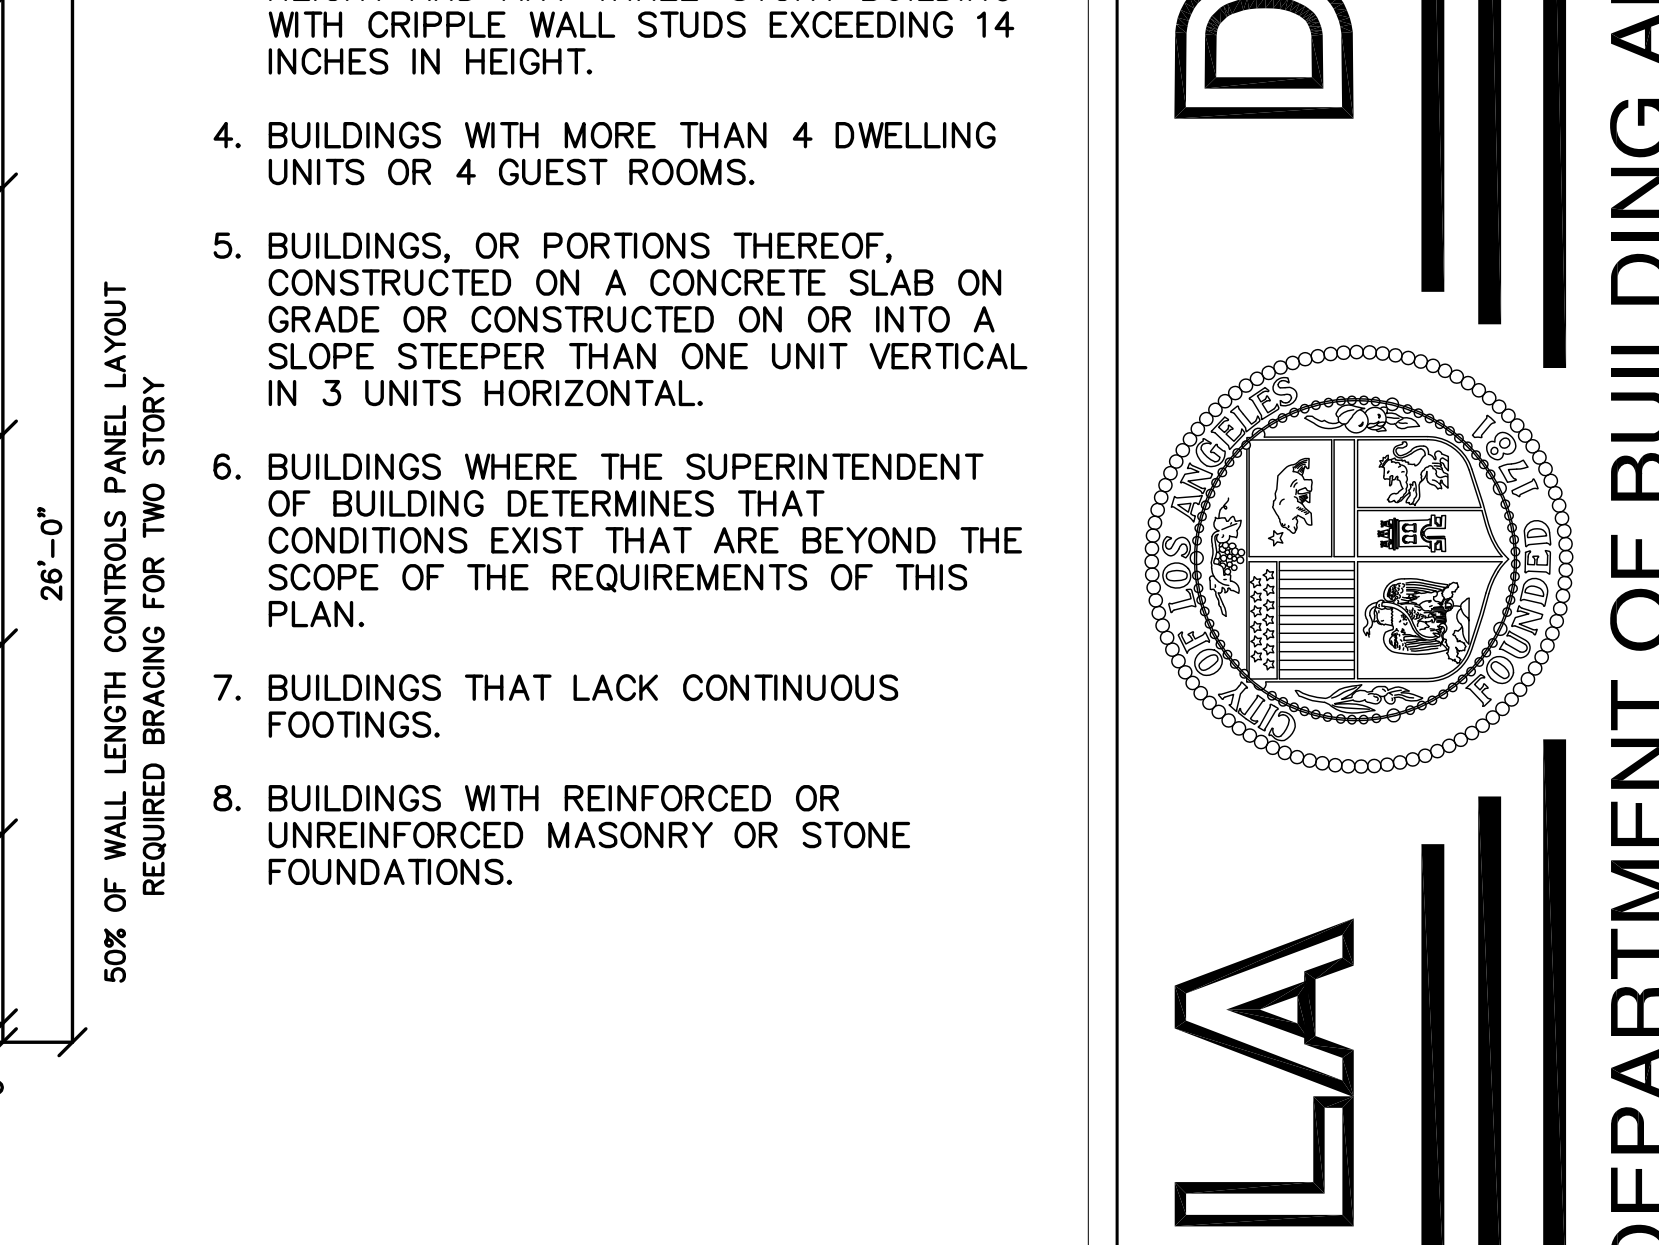 WITH CRIPPLE WALL STUDS EXCEEDING 14
INCHES IN HEIGHT.
4. BUILDINGS WITH MORE THAN 4 DWELLING
UNITS OR 4 GUEST ROOMS.
5. BUILDINGS, OR PORTIONS THEREOF,
CONSTRUCTED ON A CONCRETE SLAB ON
GRADE OR CONSTRUCTED ON OR INTO A
SLOPE STEEPER THAN ONE UNIT VERTICAL
IN 3 UNITS HORIZONTAL.
6. BUILDINGS WHERE THE SUPERINTENDENT
OF BUILDING DETERMINES THAT
CONDITIONS EXIST THAT ARE BEYOND THE
SCOPE OF THE REQUIREMENTS OF THIS
PLAN.
7. BUILDINGS THAT LACK CONTINUOUS
FOOTINGS.
8. BUILDINGS WITH REINFORCED OR
UNREINFORCED MASONRY OR STONE
FOUNDATIONS.
26'-0"
50% OF WALL LENGTH CONTROLS PANEL LAYOUT
REQUIRED BRACING FOR TWO STORY
LA D
CITY OF LOS ANGELES
FOUNDED 1781
DEPARTMENT OF BUILDING